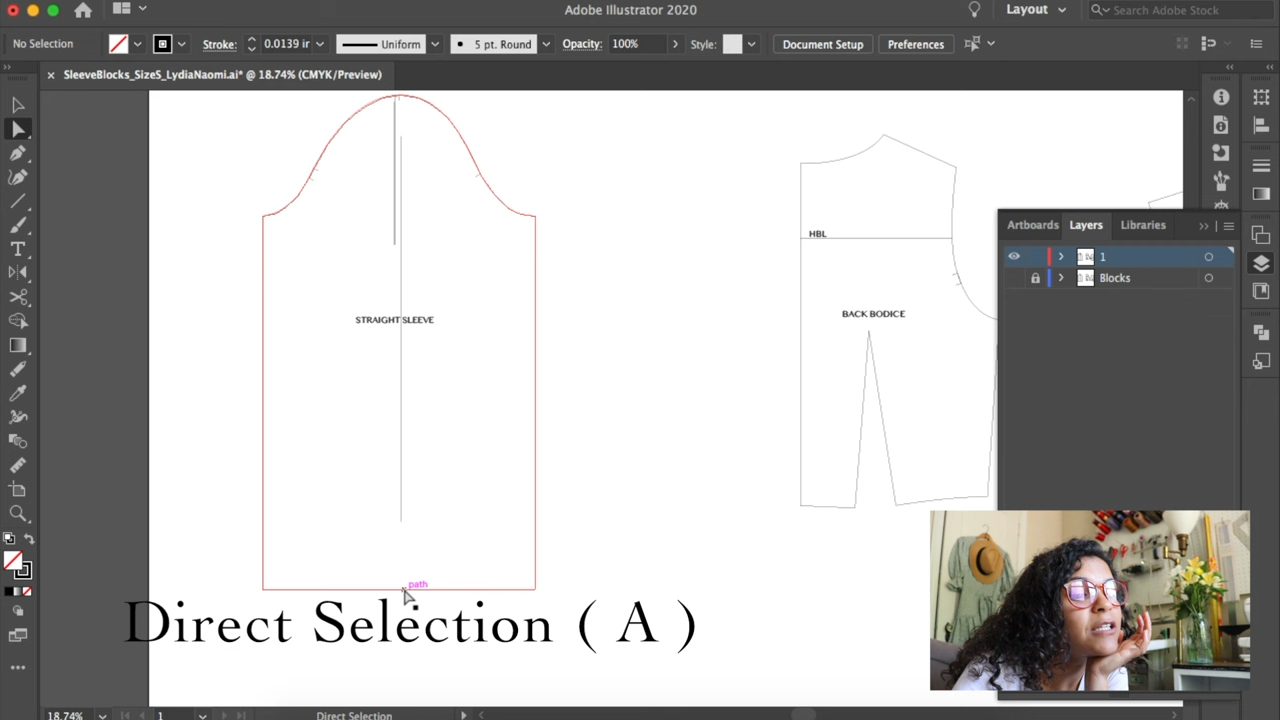 Adobe Illustrator 2020
Layout
Search Adobe Stock
No Selection
Stroke:
0.0139 in
Uniform
5 pt. Round
Opacity:
100%
Style:
Document Setup
Preferences
SleeveBlocks_SizeS_LydiaNaomi.ai* @ 18.74% (CMYK/Preview)
HBL
STRAIGHT SLEEVE
BACK BODICE
Artboards
Layers
Libraries
1
Blocks
path
Direct Selection ( A )
18.74%
1
Direct Selection